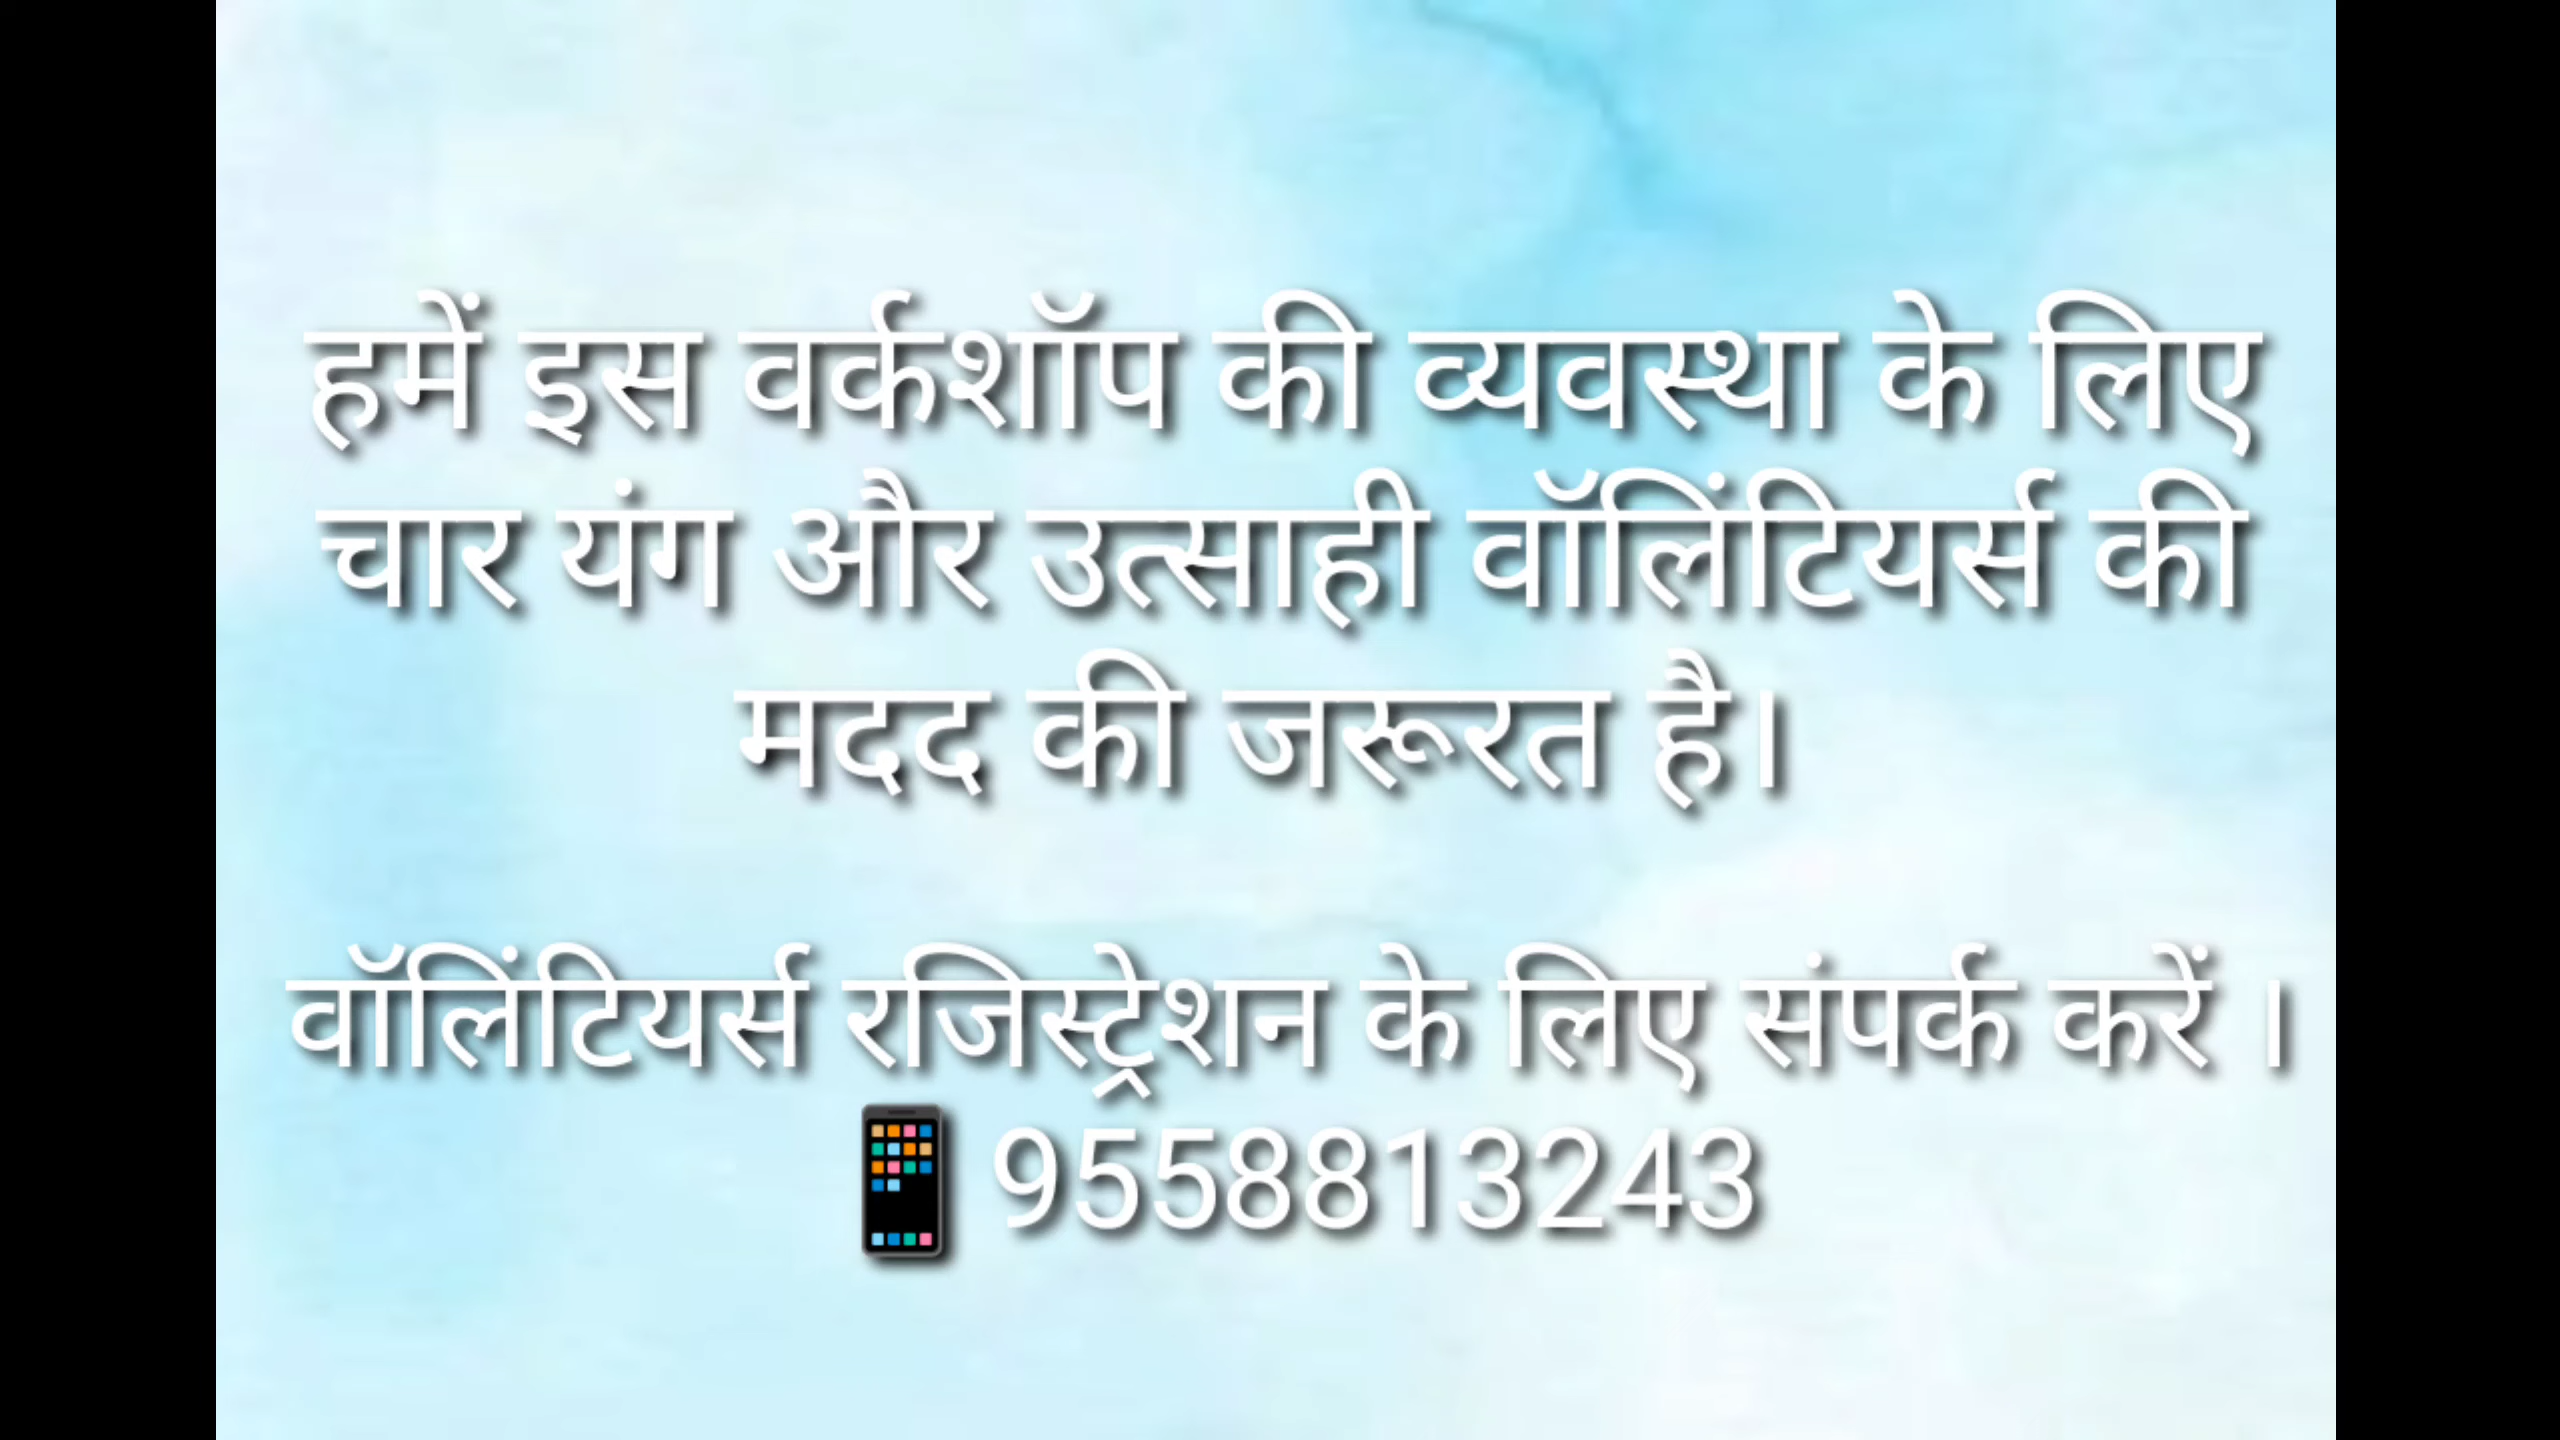 हमें इस वर्कशॉप की व्यवस्था के लिए
चार यंग और उत्साही वॉलिंटियर्स की
मदद की जरूरत है।
वॉलिंटियर्स रजिस्ट्रेशन के लिए संपर्क करें ।
📱9558813243